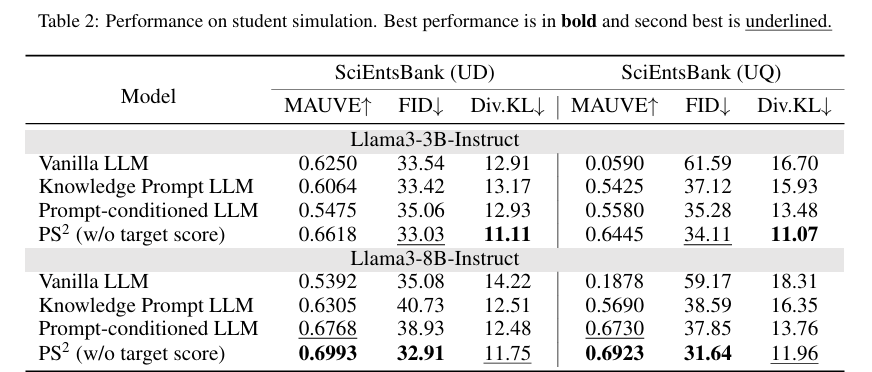 Table 2: Performance on student simulation. Best performance is in bold and second best is underlined.
SciEntsBank (UD) SciEntsBank (UQ)
Model
MAUVE↑ FID↓ Div.KL↓ MAUVE↑ FID↓ Div.KL↓
Llama3-3B-Instruct
Vanilla LLM 0.6250 33.54 12.91 0.0590 61.59 16.70
Knowledge Prompt LLM 0.6064 33.42 13.17 0.5425 37.12 15.93
Prompt-conditioned LLM 0.5475 35.06 12.93 0.5580 35.28 13.48
PS² (w/o target score) 0.6618 33.03 11.11 0.6445 34.11 11.07
Llama3-8B-Instruct
Vanilla LLM 0.5392 35.08 14.22 0.1878 59.17 18.31
Knowledge Prompt LLM 0.6305 40.73 12.51 0.5690 38.59 16.35
Prompt-conditioned LLM 0.6768 38.93 12.48 0.6730 37.85 13.76
PS² (w/o target score) 0.6993 32.91 11.75 0.6923 31.64 11.96